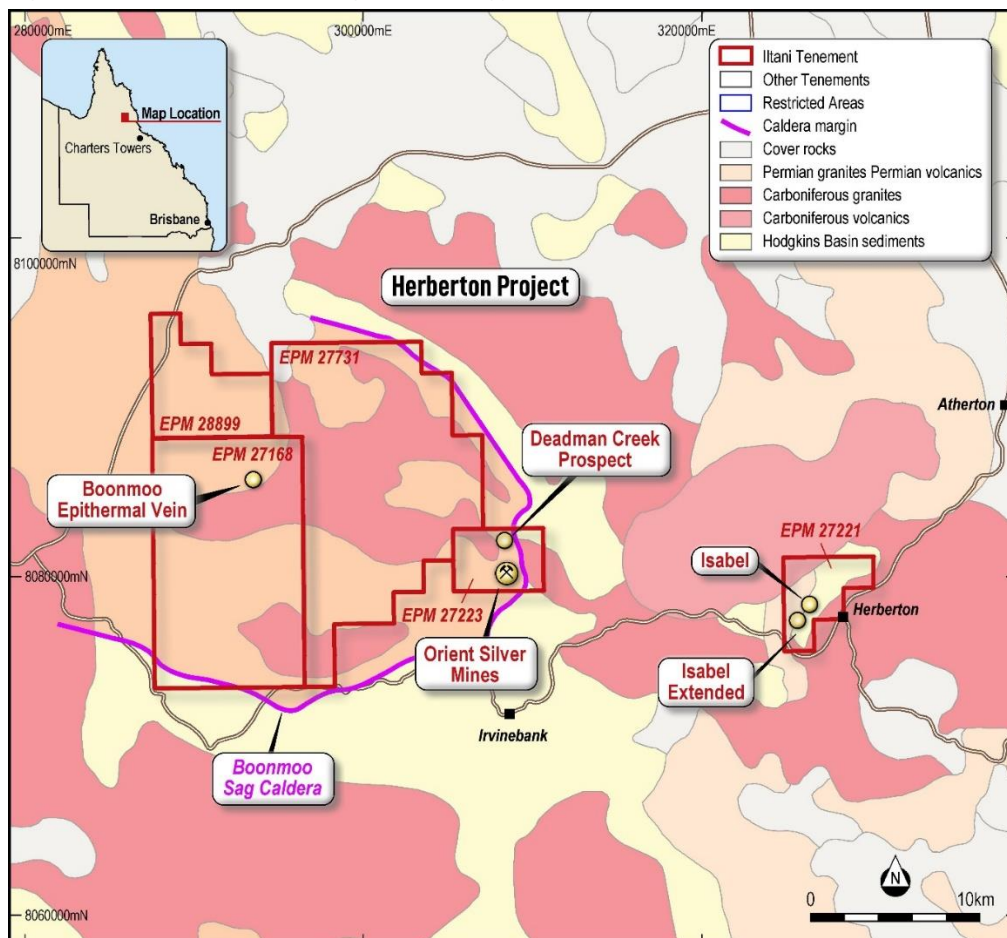 280000mE
300000mE
320000mE
Map Location
Charters Towers
Brisbane
Iltani Tenement
Other Tenements
Restricted Areas
Caldera margin
Cover rocks
Permian granites Permian volcanics
Carboniferous granites
Carboniferous volcanics
Hodgkins Basin sediments
8100000mN
Herberton Project
EPM 27731
Atherton
EPM 28899
EPM 27168
Deadman Creek
Prospect
Boonmoo
Epithermal Vein
EPM 27221
Isabel
8080000mN
EPM 27223
Herberton
Orient Silver
Mines
Isabel
Extended
Irvinebank
Boonmoo
Sag Caldera
N
0
10km
8060000mN